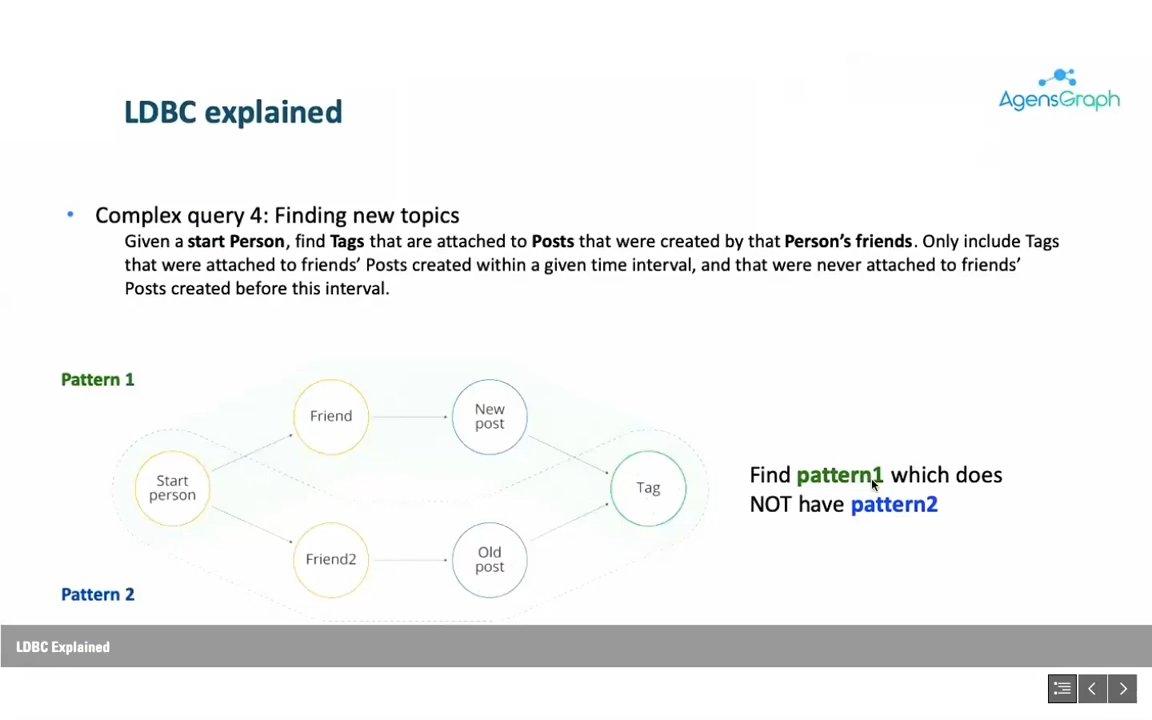 LDBC explained
AgensGraph
• Complex query 4: Finding new topics
Given a start Person, find Tags that are attached to Posts that were created by that Person's friends. Only include Tags
that were attached to friends' Posts created within a given time interval, and that were never attached to friends'
Posts created before this interval.
Pattern 1
Friend
New
post
Start
person
Tag
Find pattern1 which does
NOT have pattern2
Friend2
Old
post
Pattern 2
LDBC Explained